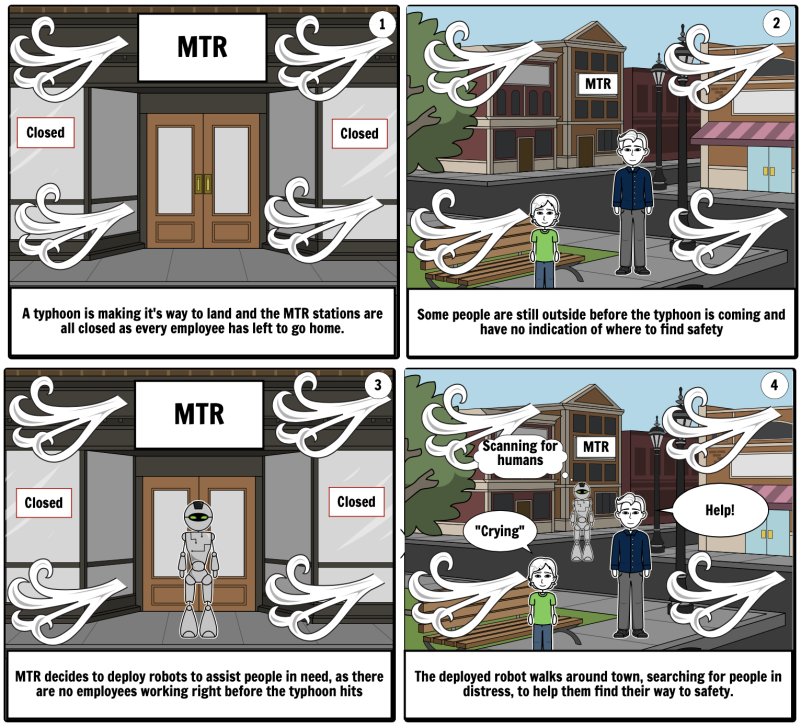 1
MTR
Closed
Closed
A typhoon is making it's way to land and the MTR stations are
all closed as every employee has left to go home.
2
MTR
Some people are still outside before the typhoon is coming and
have no indication of where to find safety
3
MTR
Closed
Closed
MTR decides to deploy robots to assist people in need, as there
are no employees working right before the typhoon hits
4
Scanning for
humans
MTR
Help!
"Crying"
The deployed robot walks around town, searching for people in
distress, to help them find their way to safety.